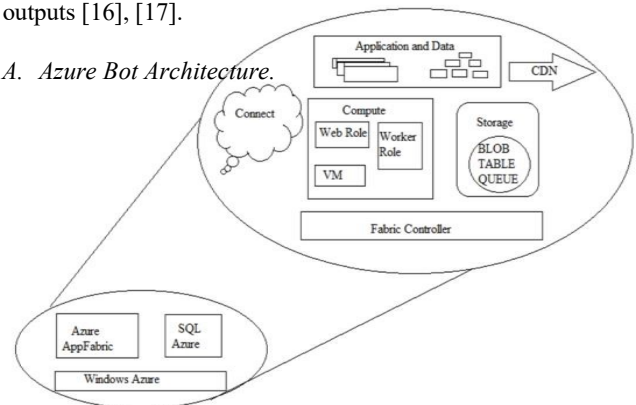 outputs [16], [17].
A. Azure Bot Architecture.
Application and Data
CDN
Connect
Compute
Web Role
Worker
Role
VM
Storage
BLOB
TABLE
QUEUE
Fabric Controller
Azure
AppFabric
SQL
Azure
Windows Azure